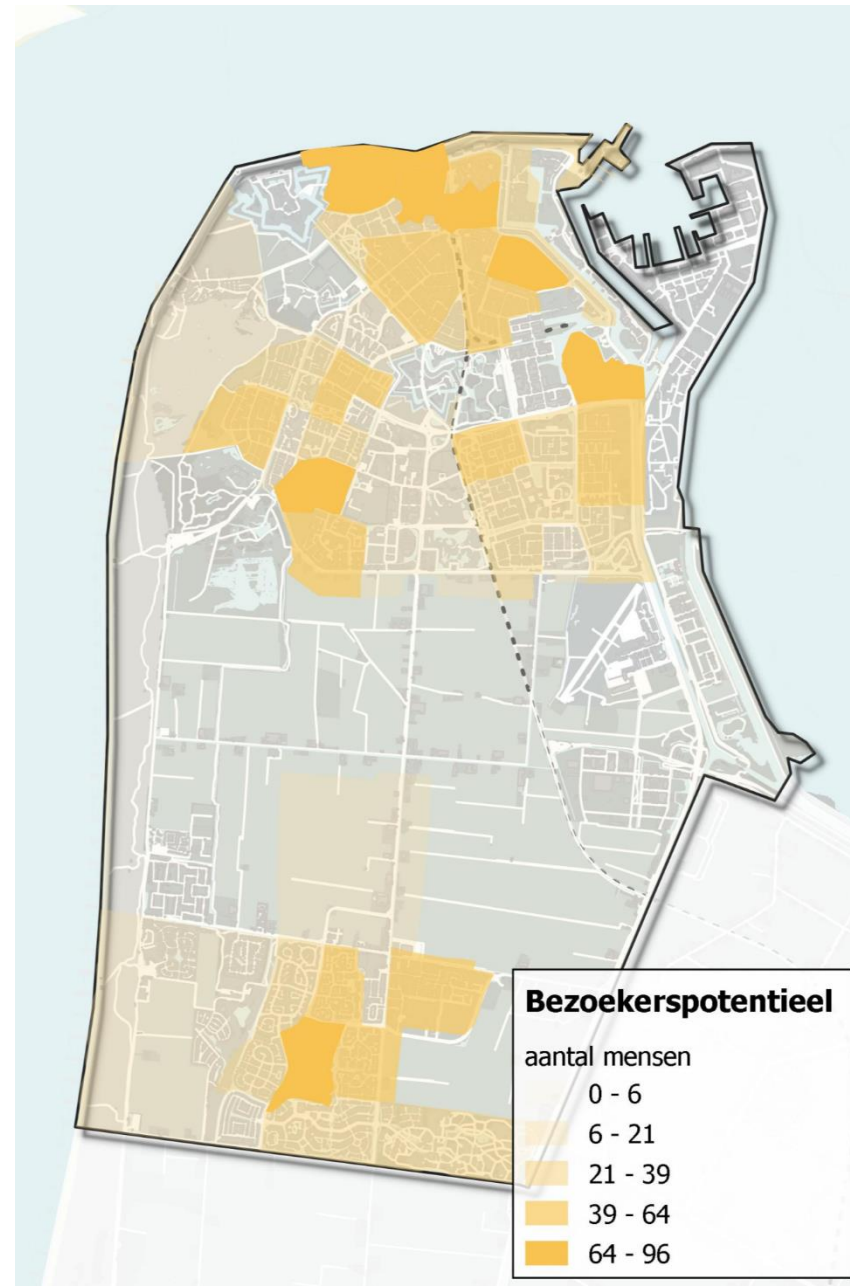 Bezoekerspotentieel
aantal mensen
0 - 6
6 - 21
21 - 39
39 - 64
64 - 96